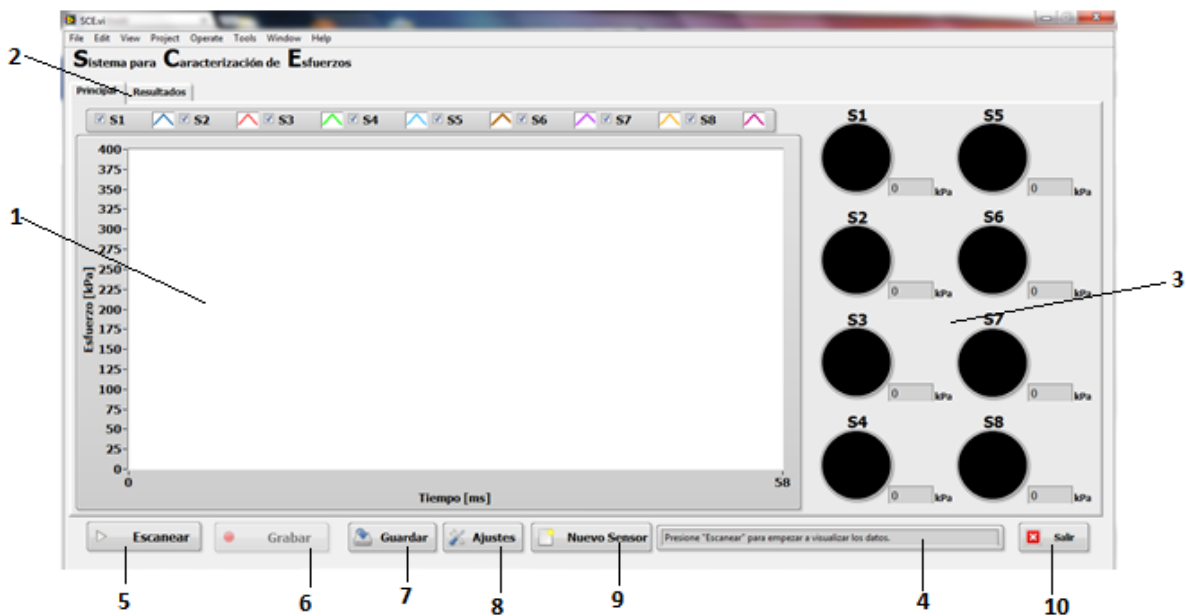 SCE.vi
File Edit View Project Operate Tools Window Help
Sistema para Caracterización de Esfuerzos
2
Principal Resultados
S1 S2 S3 S4 S5 S6 S7 S8
400
375
350
325
300
275
250
225
200
175
150
125
100
75
50
25
0
Esfuerzo [kPa]
0 58
Tiempo [ms]
1
S1 S5
0 kPa 0 kPa
S2 S6
0 kPa 0 kPa
3
S3 S7
0 kPa 0 kPa
S4 S8
0 kPa 0 kPa
Escanear Grabar Guardar Ajustes Nuevo Sensor Presione "Escanear" para empezar a visualizar los datos. Salir
5 6 7 8 9 4 10